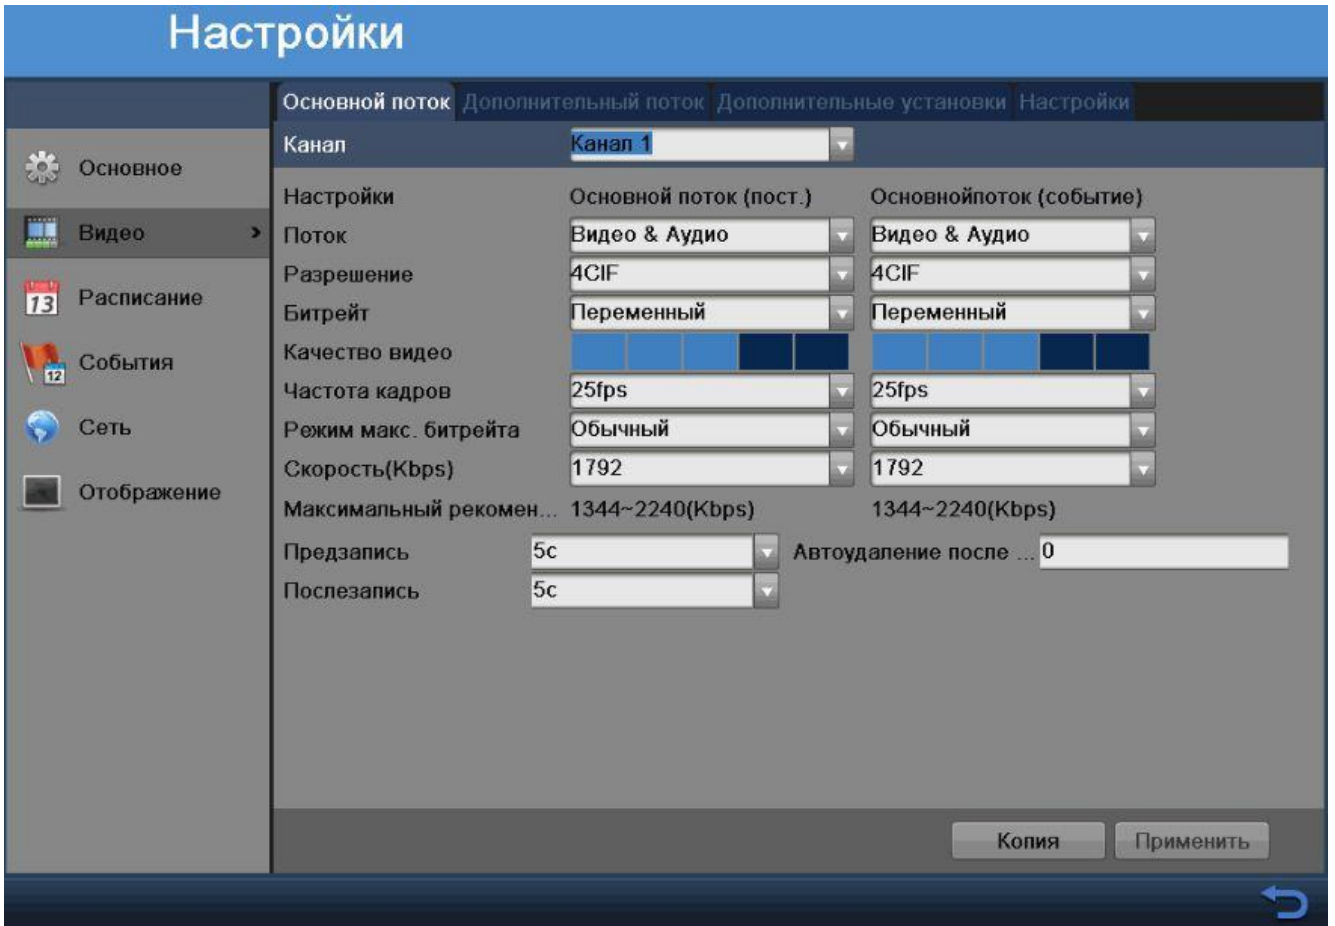 Настройки
Основной поток Дополнительный поток Дополнительные установки Настройки
Канал Канал 1
Основное
Видео
13 Расписание
12 События
Сеть
Отображение
Настройки Основной поток (пост.) Основнойпоток (событие)
Поток Видео & Аудио Видео & Аудио
Разрешение 4CIF 4CIF
Битрейт Переменный Переменный
Качество видео
Частота кадров 25fps 25fps
Режим макс. битрейта Обычный Обычный
Скорость(Kbps) 1792 1792
Максимальный рекомен... 1344~2240(Kbps) 1344~2240(Kbps)
Предзапись 5с Автоудаление после ... 0
Послезапись 5с
Копия Применить